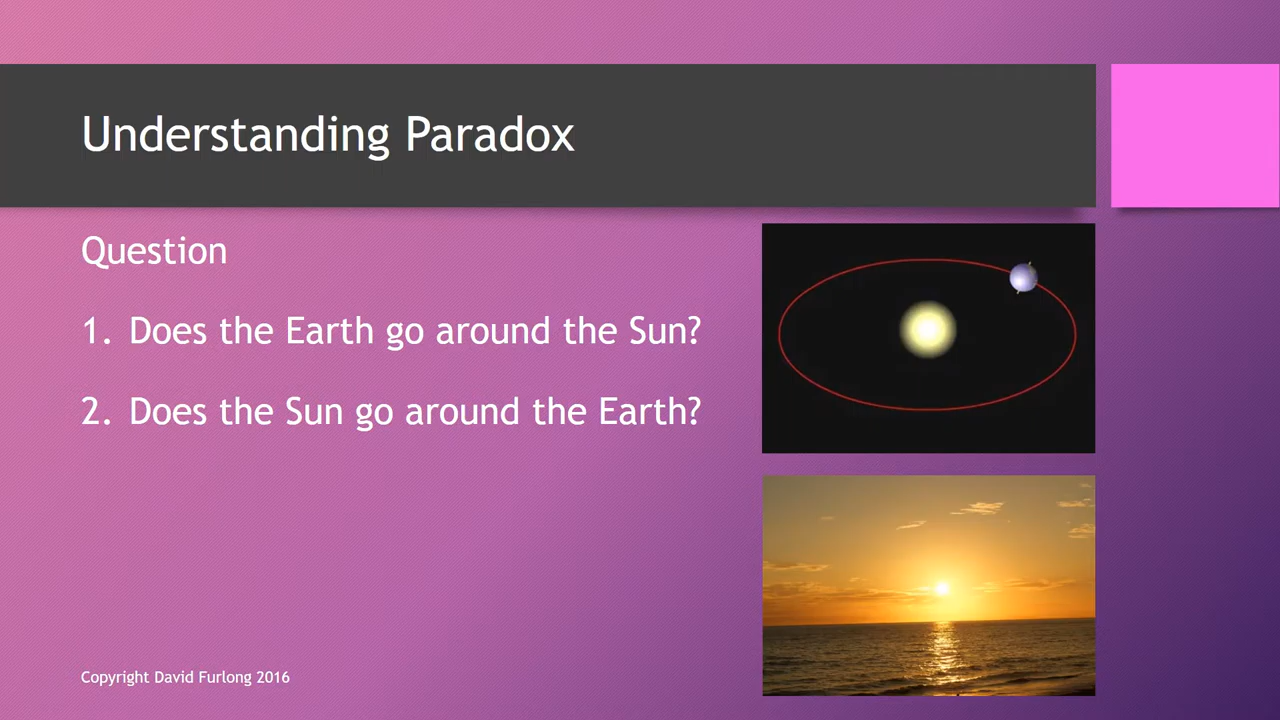 Understanding Paradox
Question
1. Does the Earth go around the Sun?
2. Does the Sun go around the Earth?
Copyright David Furlong 2016